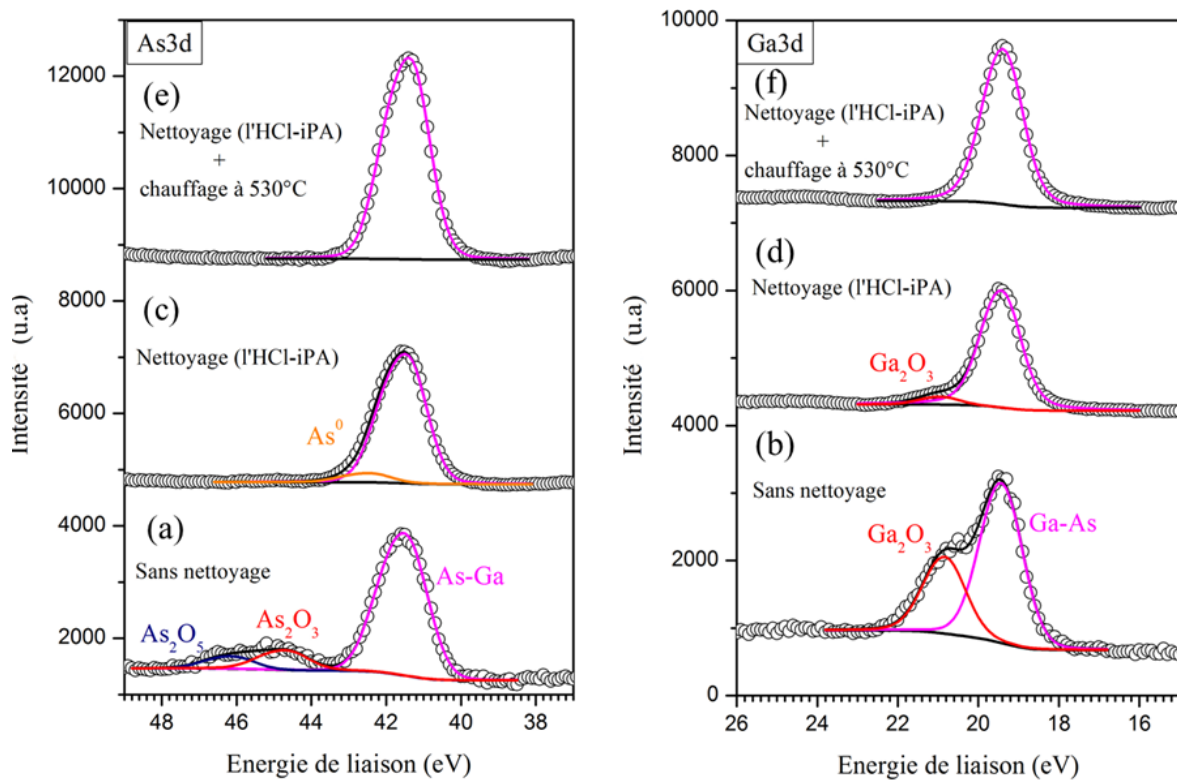 As3d
(e)
Nettoyage (l'HCl-iPA)
+
chauffage à 530°C
(c)
Nettoyage (l'HCl-iPA)
As⁰
(a)
Sans nettoyage
As-Ga
As₂O₅
As₂O₃
12000
10000
8000
6000
4000
2000
Intensité (u.a)
48 46 44 42 40 38
Energie de liaison (eV)
Ga3d
(f)
Nettoyage (l'HCl-iPA)
+
chauffage à 530°C
(d)
Nettoyage (l'HCl-iPA)
Ga₂O₃
(b)
Sans nettoyage
Ga-As
Ga₂O₃
10000
8000
6000
4000
2000
0
Intensité (u.a)
26 24 22 20 18 16
Energie de liaison (eV)